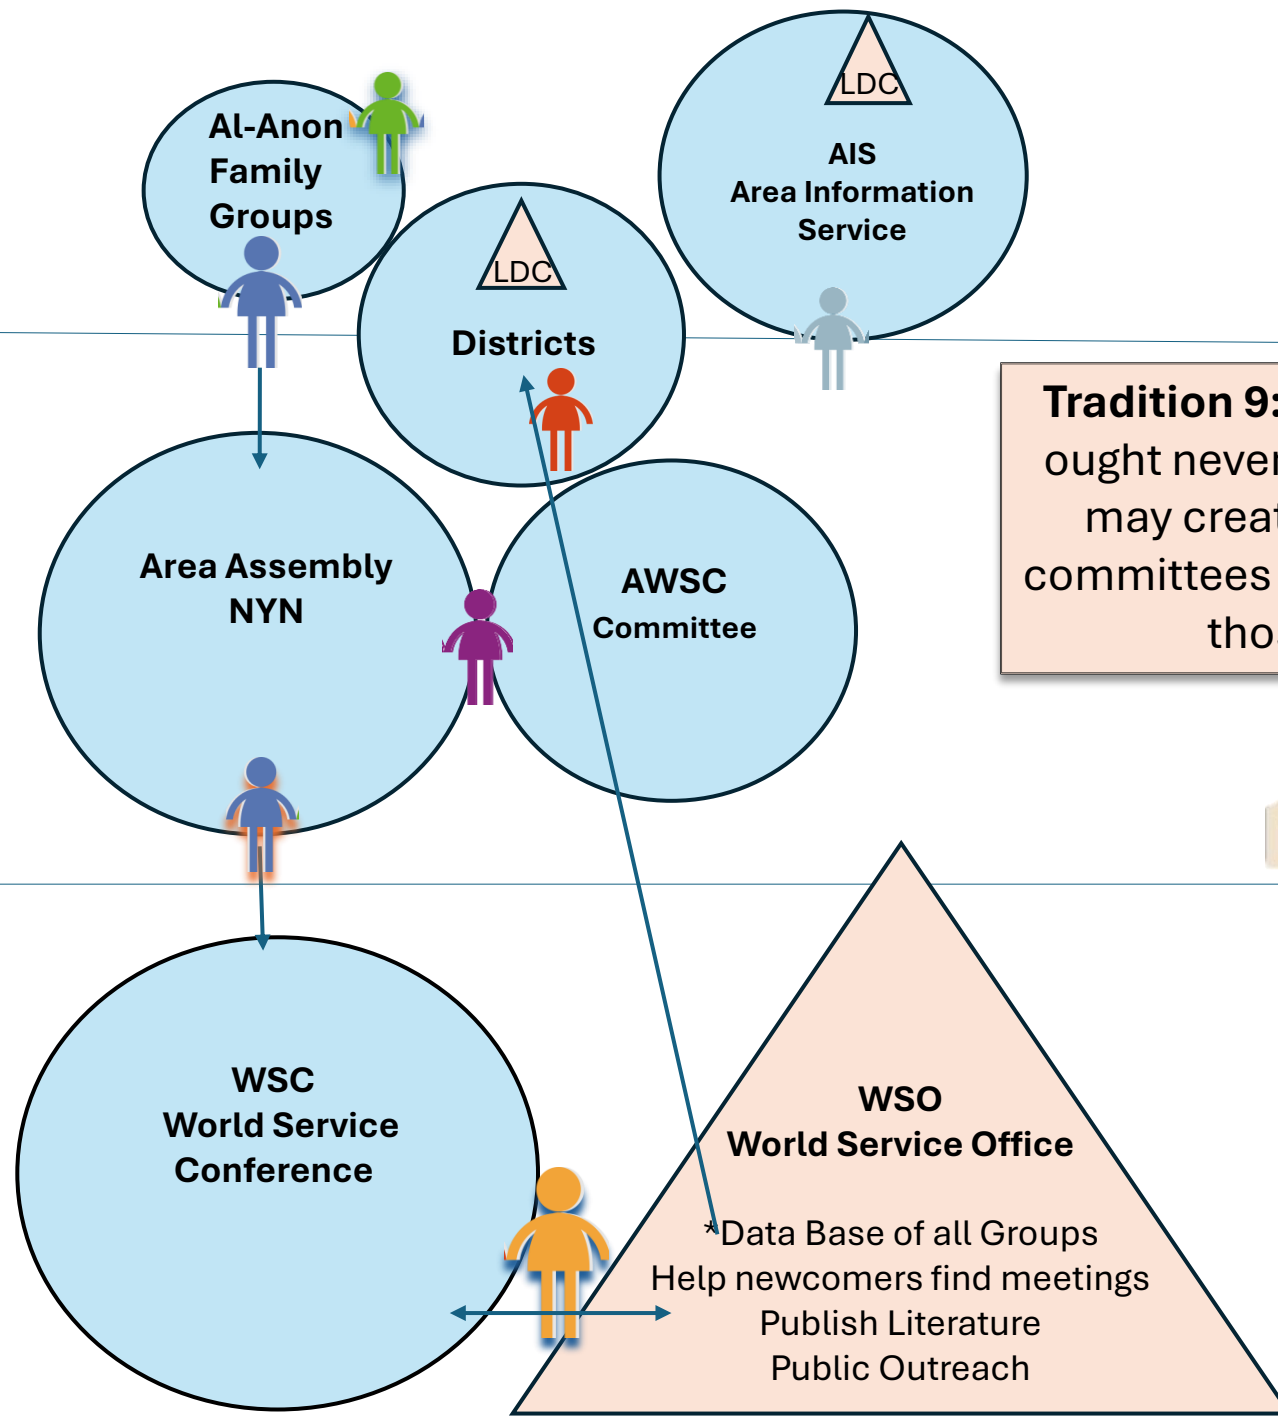 Al-Anon
Family
Groups
LDC
AIS
Area Information
Service
LDC
Districts
Tradition 9:
ought never
may creat
committees
thos
Area Assembly
NYN
AWSC
Committee
WSC
World Service
Conference
WSO
World Service Office
*Data Base of all Groups
Help newcomers find meetings
Publish Literature
Public Outreach